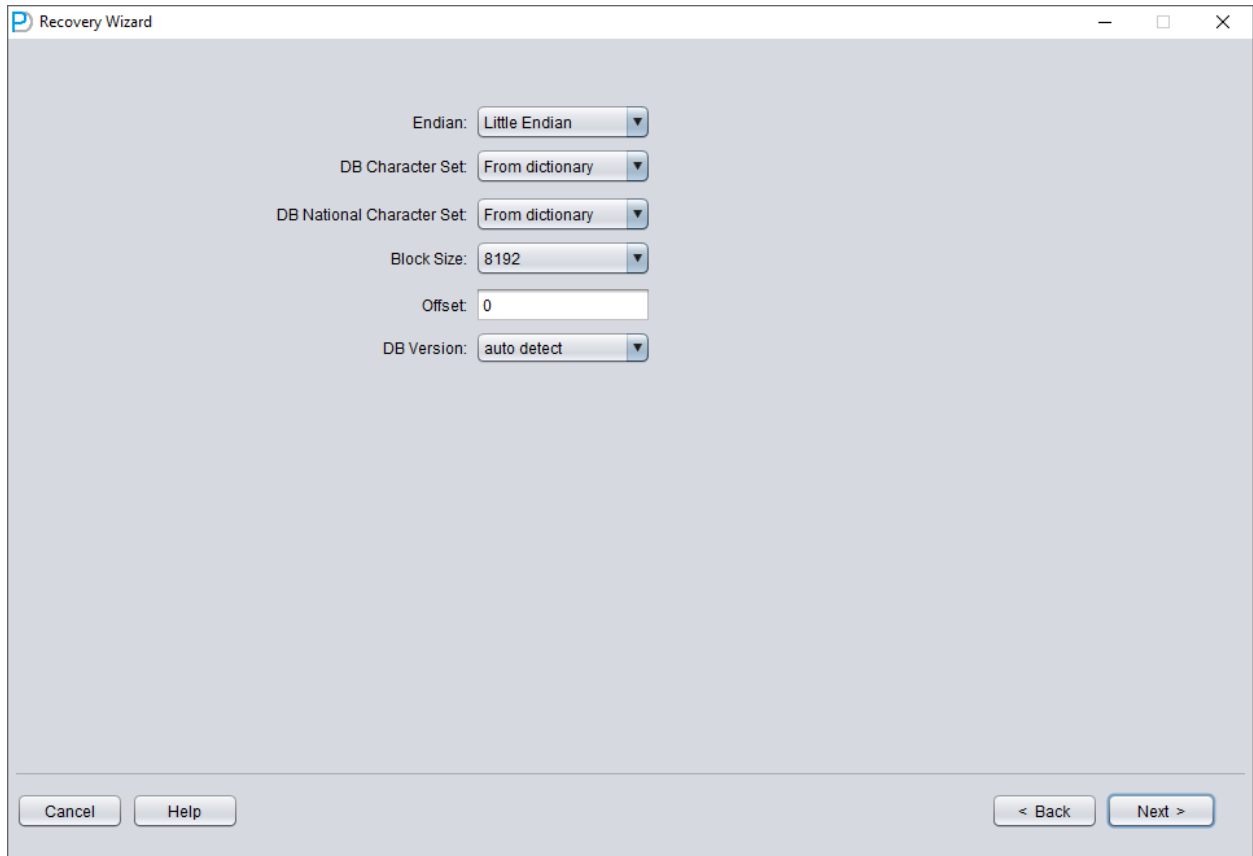 Recovery Wizard
Endian: Little Endian
DB Character Set: From dictionary
DB National Character Set: From dictionary
Block Size: 8192
Offset: 0
DB Version: auto detect
Cancel Help < Back Next >